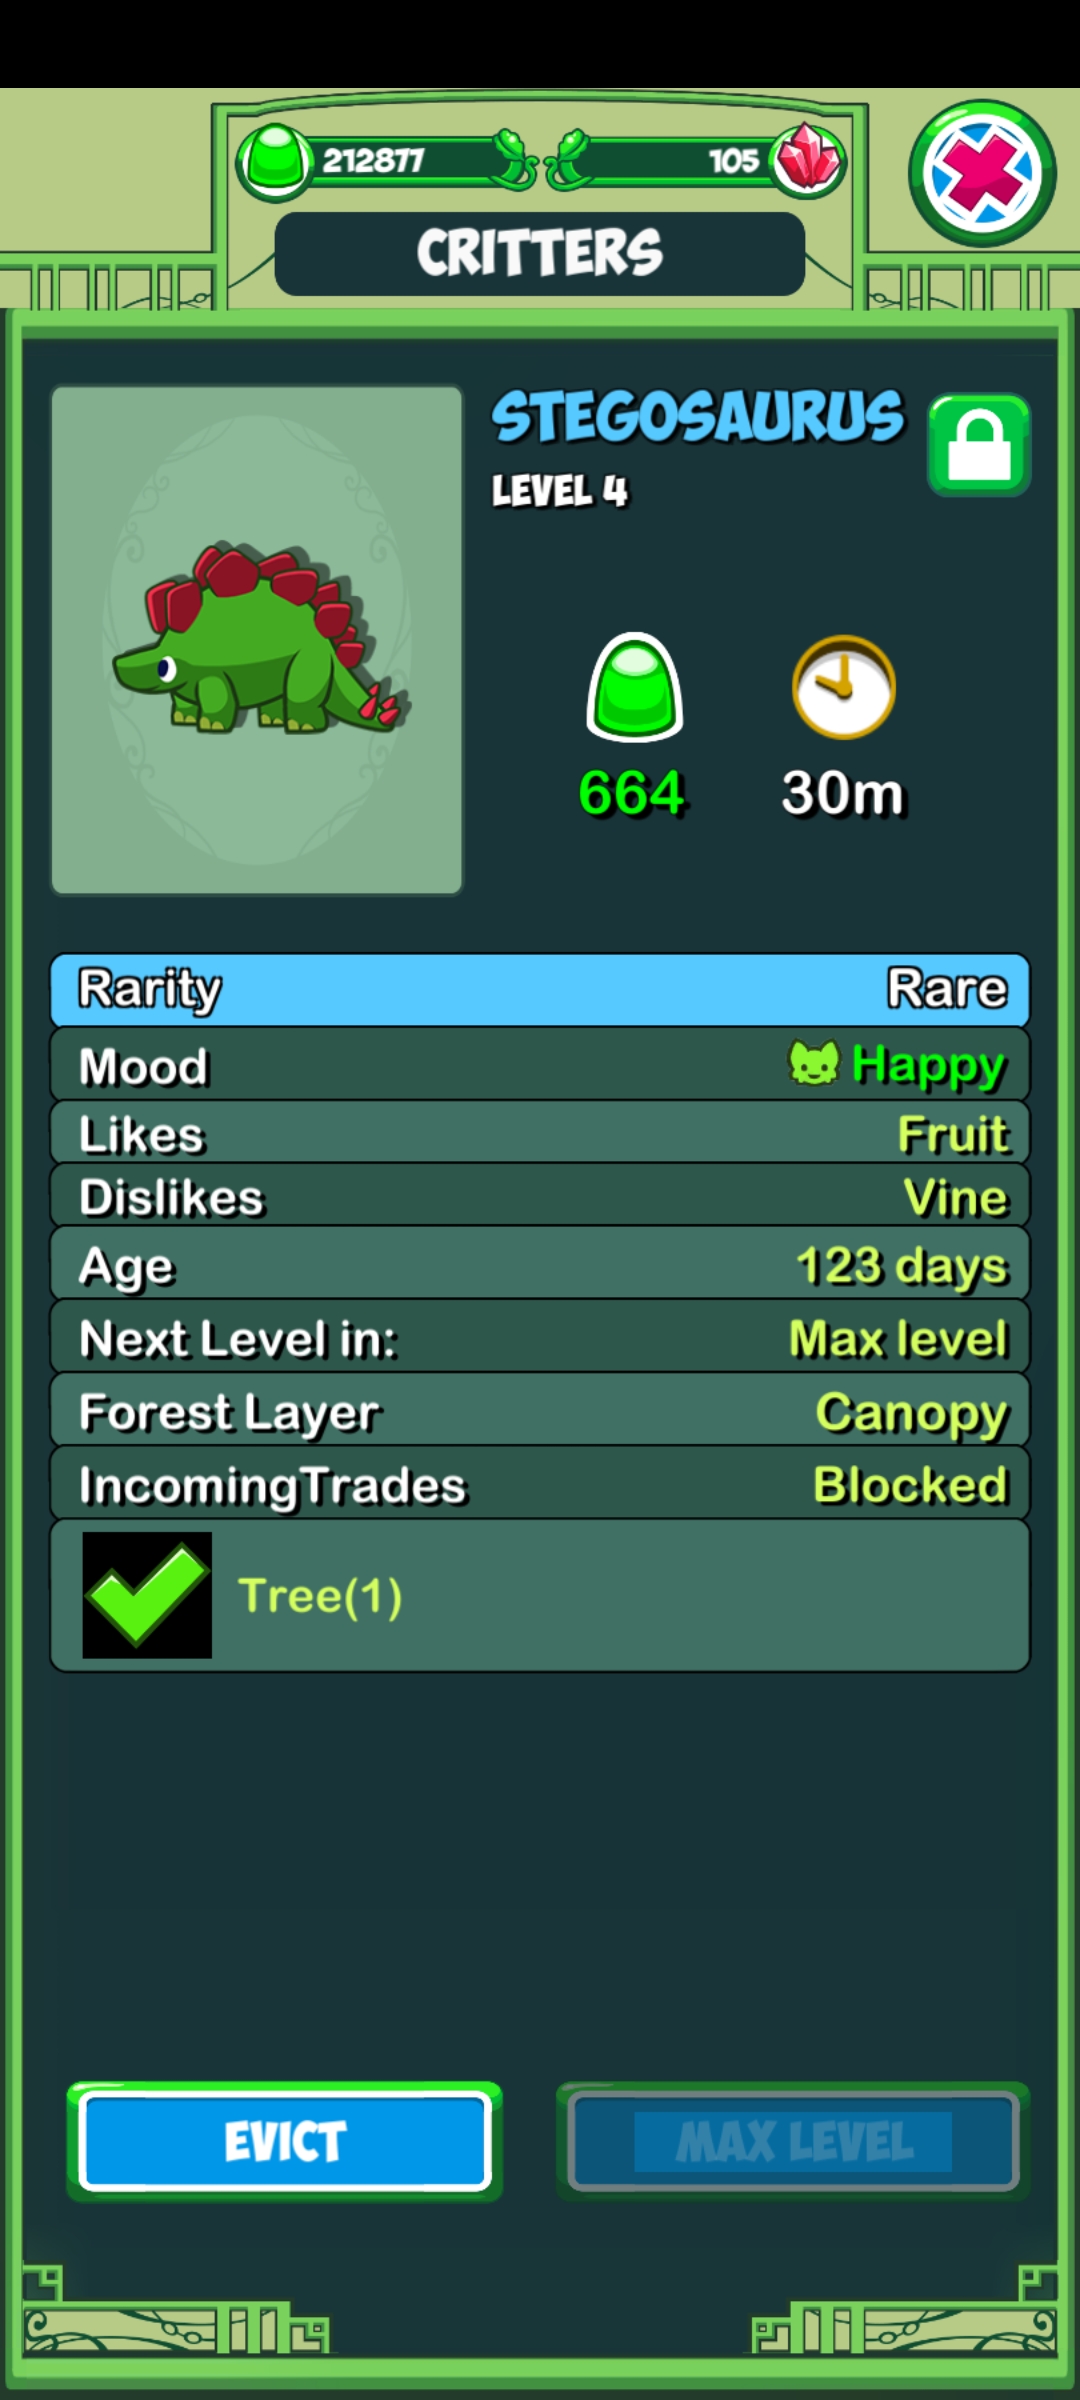 212877
105
CRITTERS
STEGOSAURUS
LEVEL 4
664
30m
Rarity Rare
Mood Happy
Likes Fruit
Dislikes Vine
Age 123 days
Next Level in: Max level
Forest Layer Canopy
IncomingTrades Blocked
Tree(1)
EVICT
MAX LEVEL